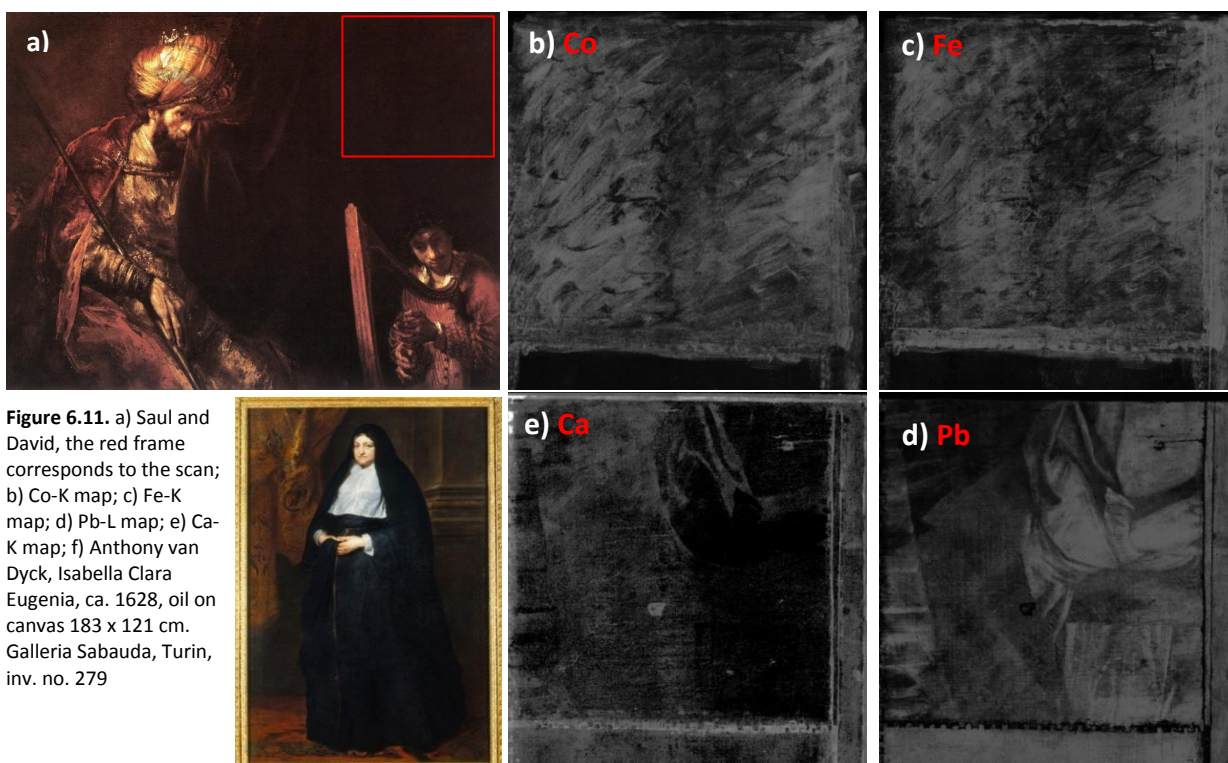 a)
b) Co
c) Fe
Figure 6.11. a) Saul and
David, the red frame
corresponds to the scan;
b) Co-K map; c) Fe-K
map; d) Pb-L map; e) Ca-
K map; f) Anthony van
Dyck, Isabella Clara
Eugenia, ca. 1628, oil on
canvas 183 x 121 cm.
Galleria Sabauda, Turin,
inv. no. 279
e) Ca
d) Pb